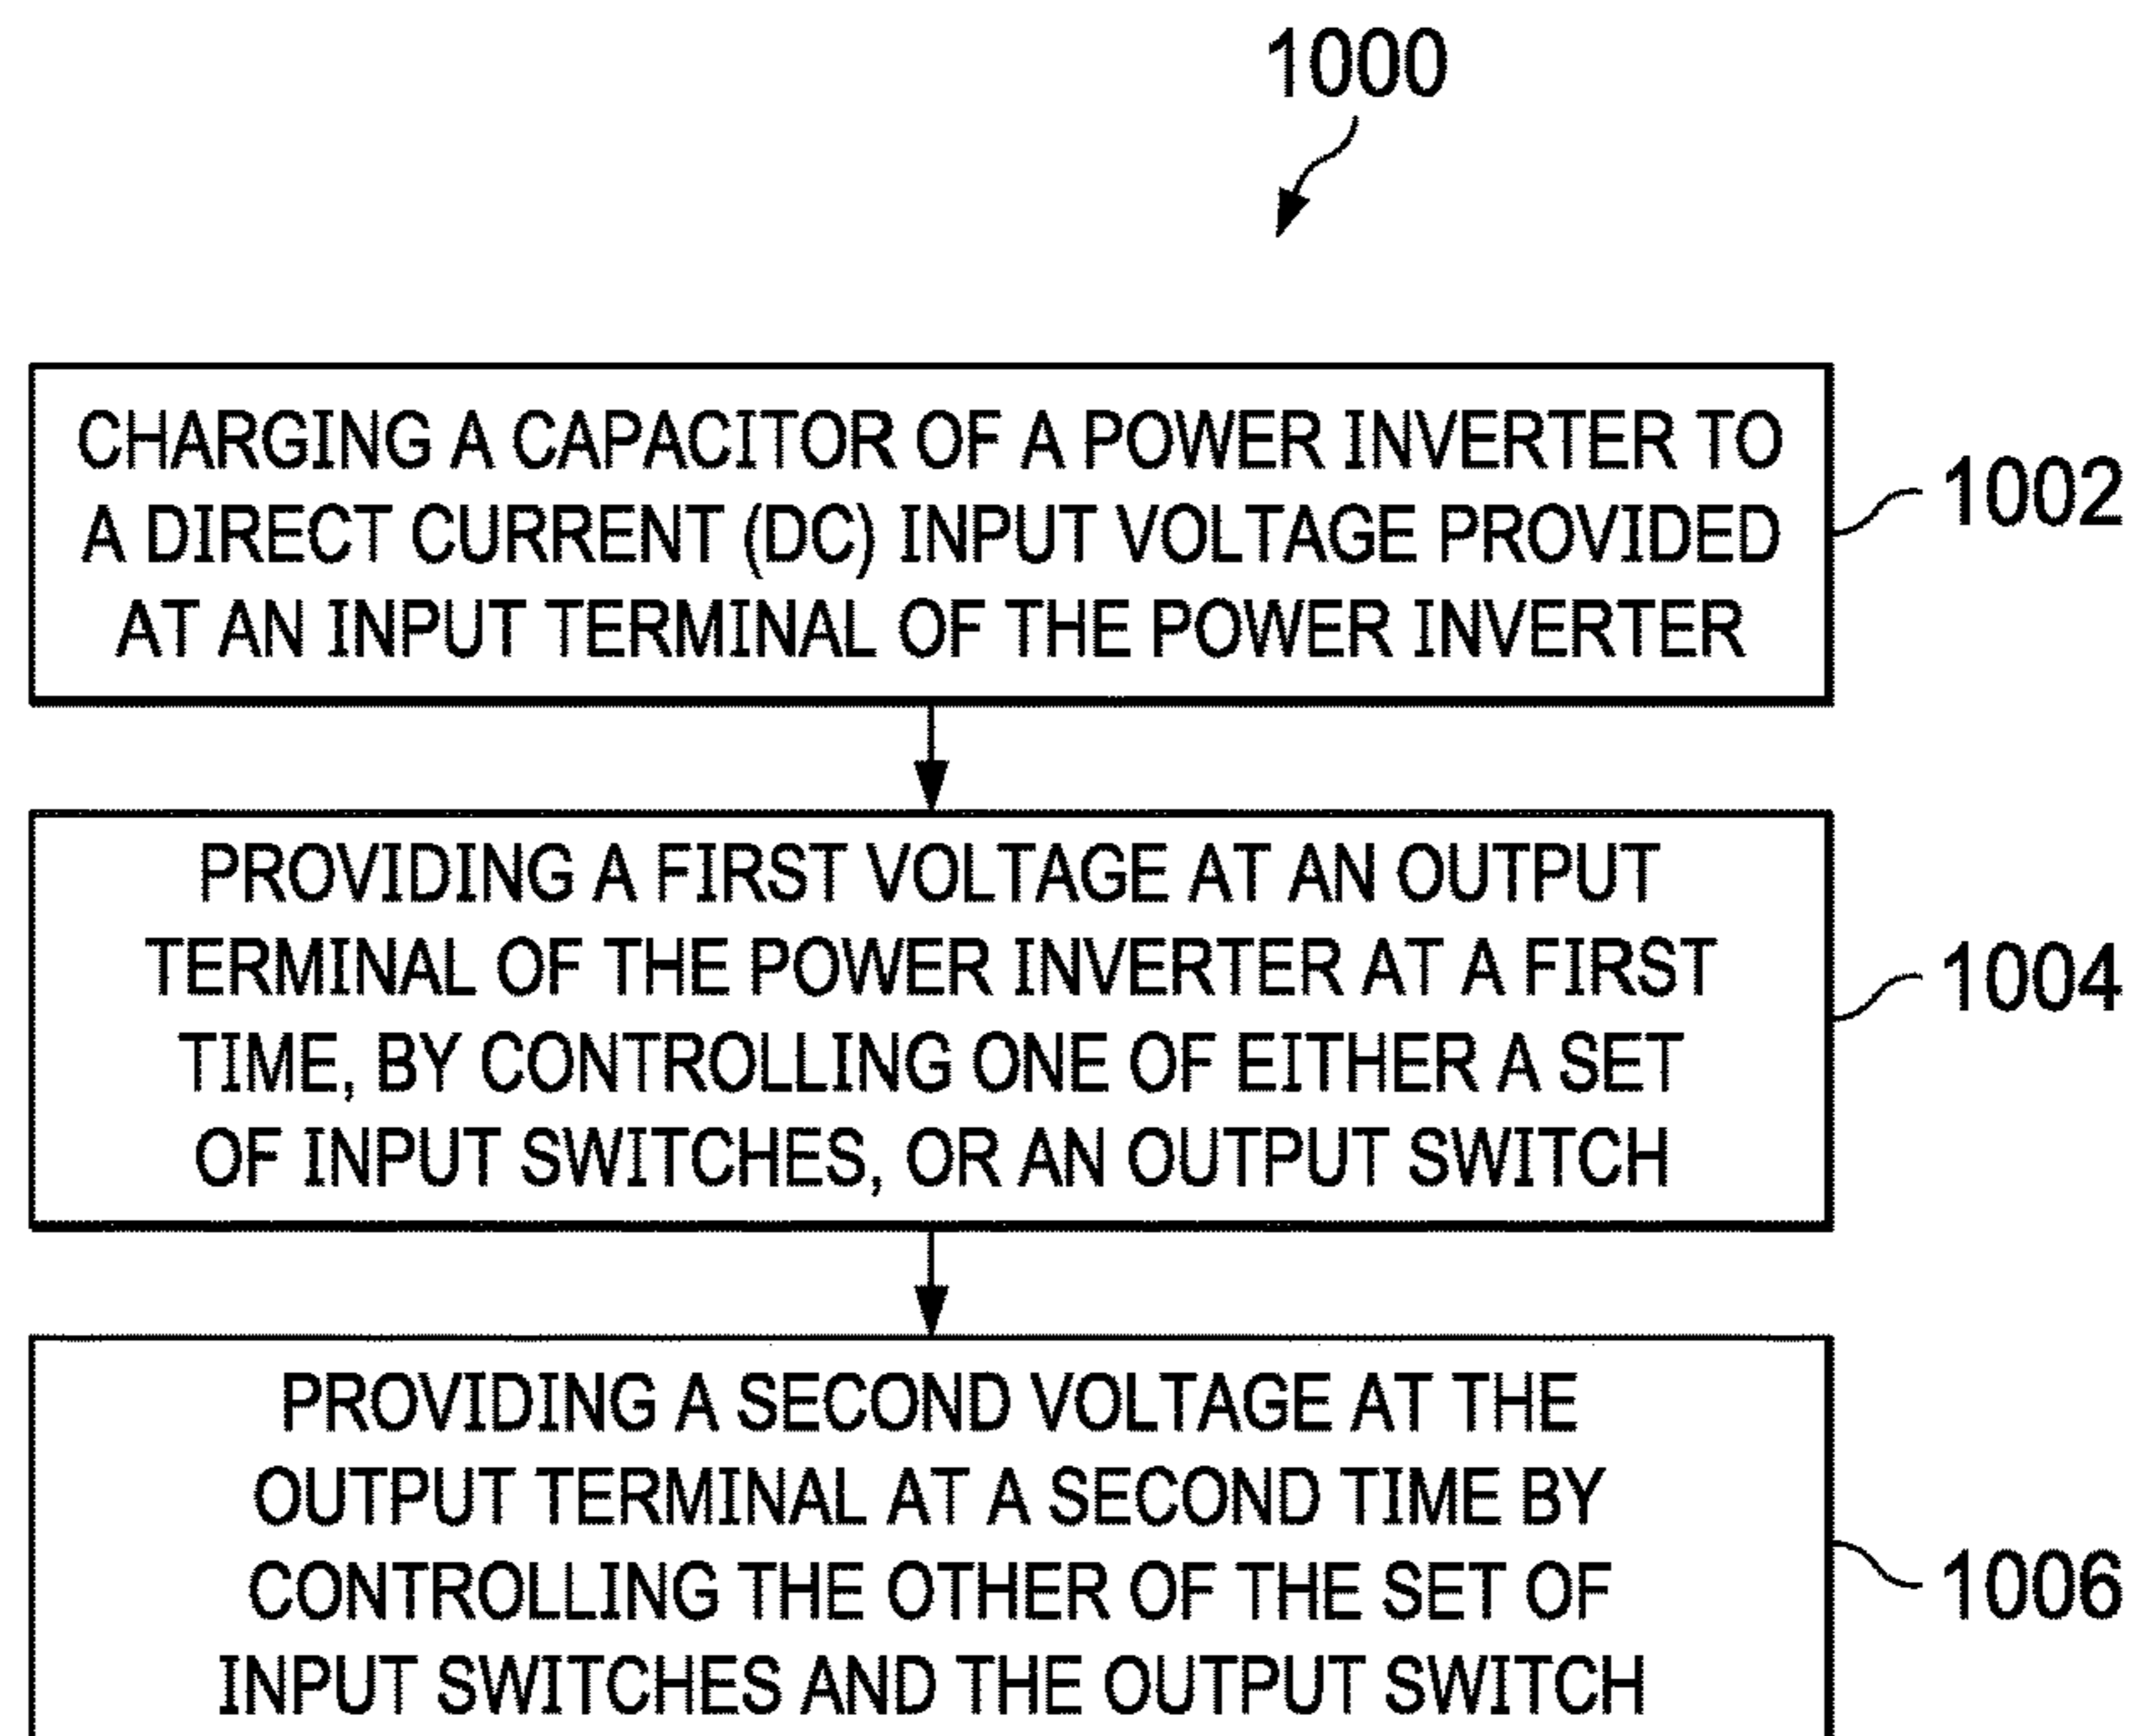 1000
CHARGING A CAPACITOR OF A POWER INVERTER TO
A DIRECT CURRENT (DC) INPUT VOLTAGE PROVIDED
AT AN INPUT TERMINAL OF THE POWER INVERTER
1002
PROVIDING A FIRST VOLTAGE AT AN OUTPUT
TERMINAL OF THE POWER INVERTER AT A FIRST
TIME, BY CONTROLLING ONE OF EITHER A SET
OF INPUT SWITCHES, OR AN OUTPUT SWITCH
1004
PROVIDING A SECOND VOLTAGE AT THE
OUTPUT TERMINAL AT A SECOND TIME BY
CONTROLLING THE OTHER OF THE SET OF
INPUT SWITCHES AND THE OUTPUT SWITCH
1006